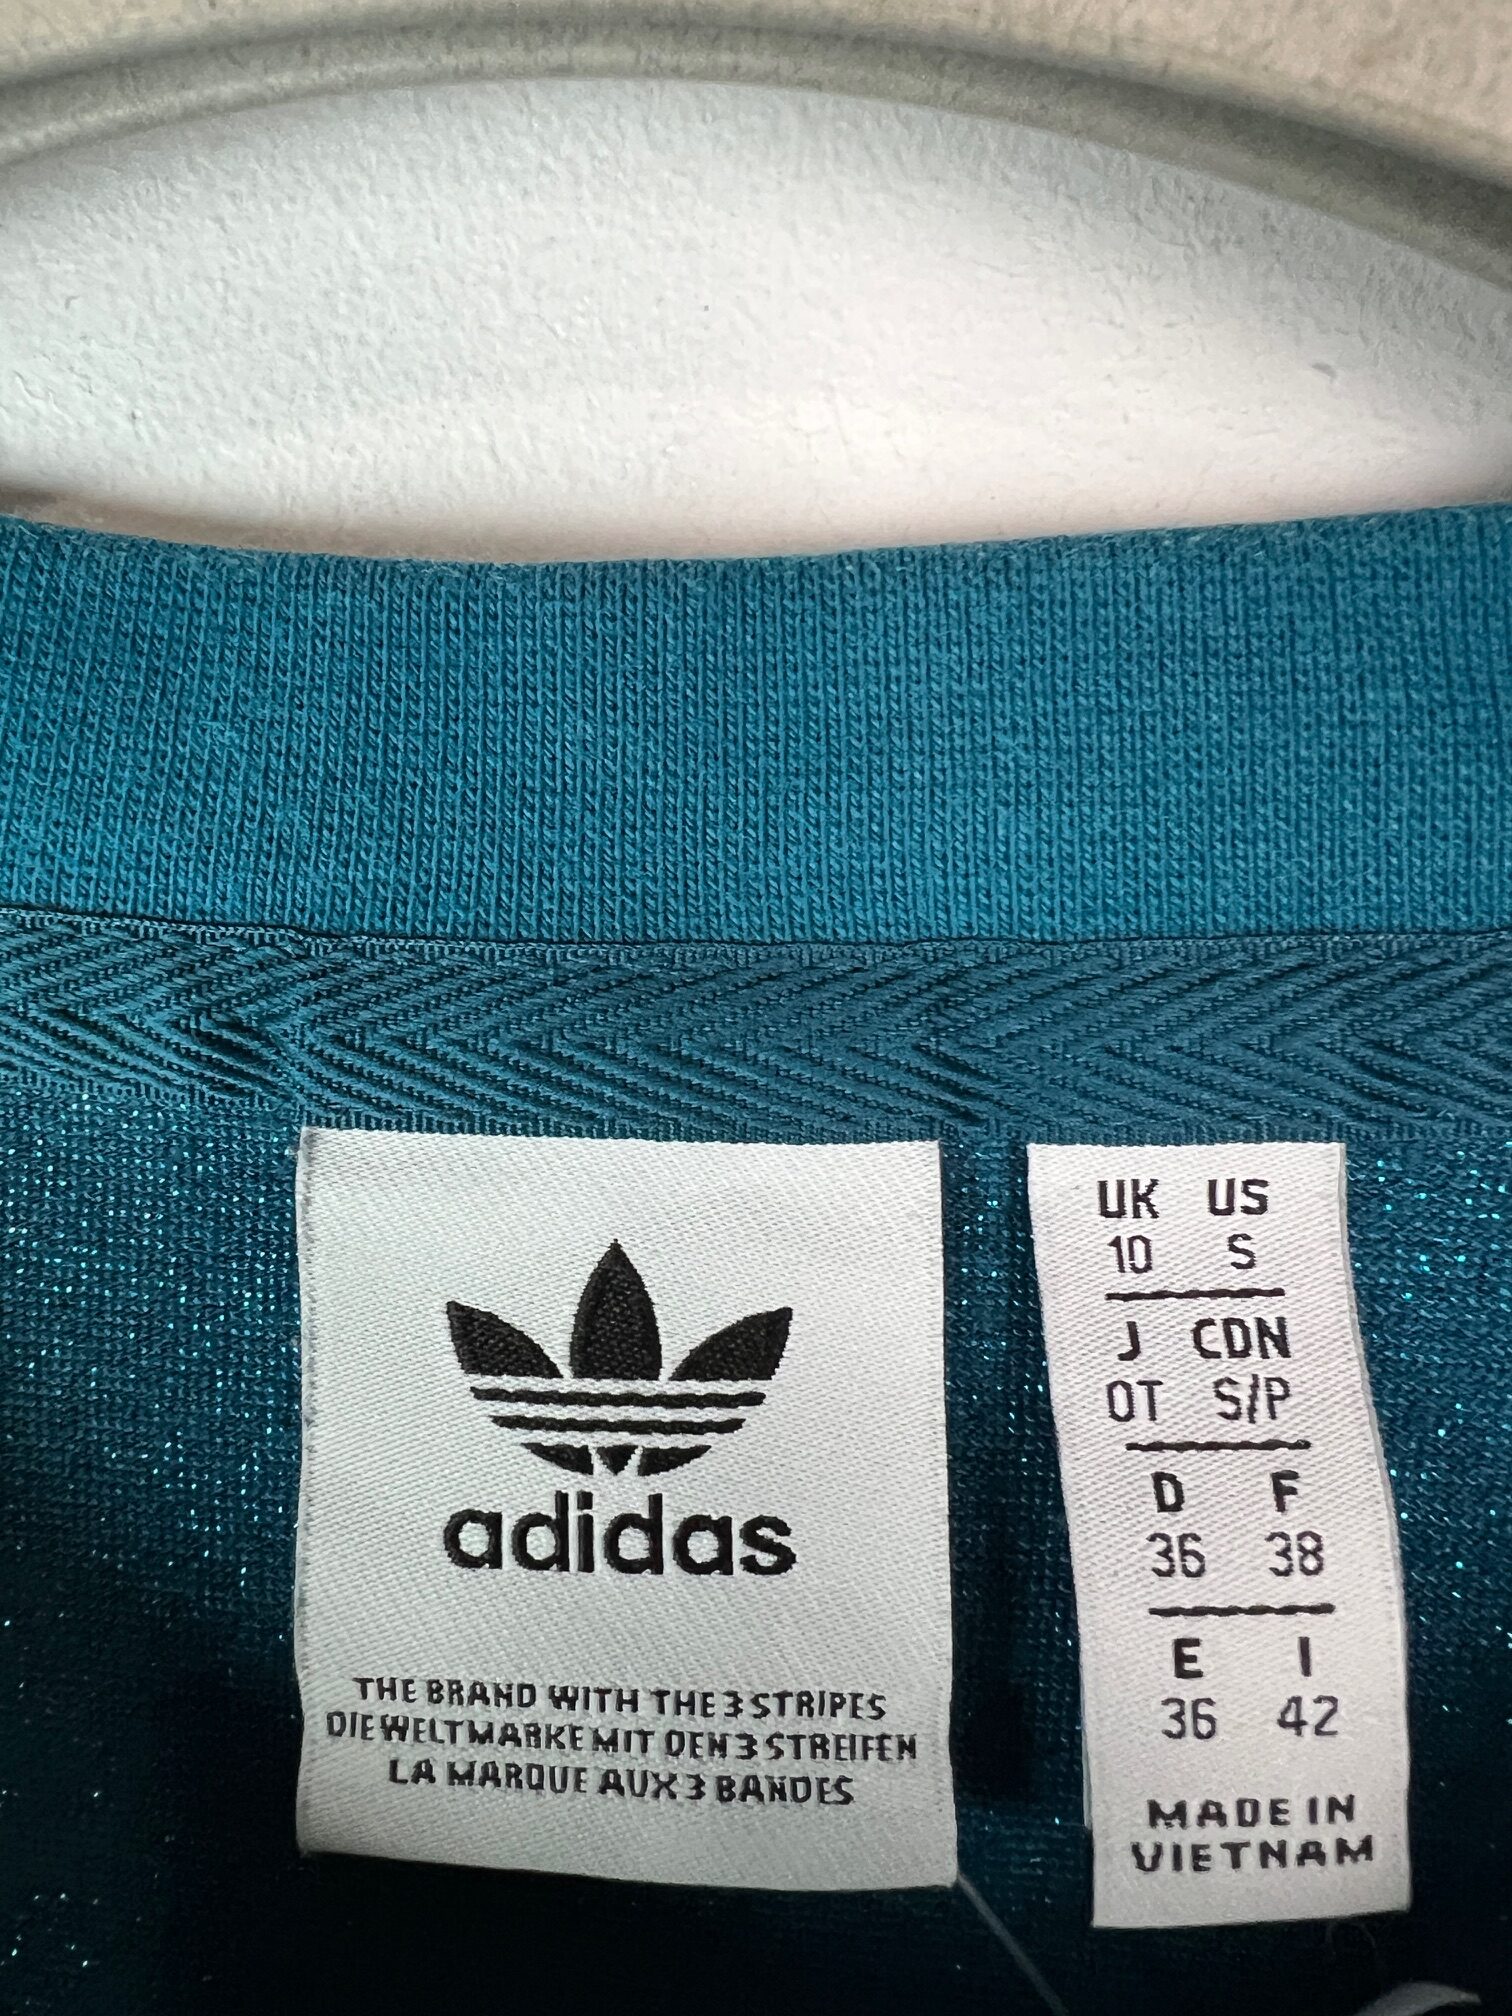 adidas
THE BRAND WITH THE 3 STRIPES
DIE WELTMARKE MIT DEN 3 STREIFEN
LA MARQUE AUX 3 BANDES
UK US
10 S
J CDN
OT S/P
D F
36 38
E I
36 42
MADE IN
VIETNAM